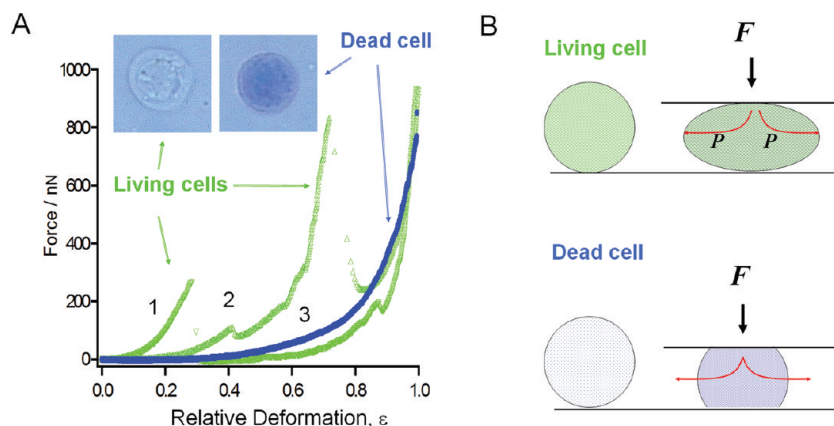 A
Dead cell
Living cells
1
2
3
1000
800
600
400
200
0
Force / nN
0.0 0.2 0.4 0.6 0.8 1.0
Relative Deformation, ε
B
Living cell
F
P P
Dead cell
F